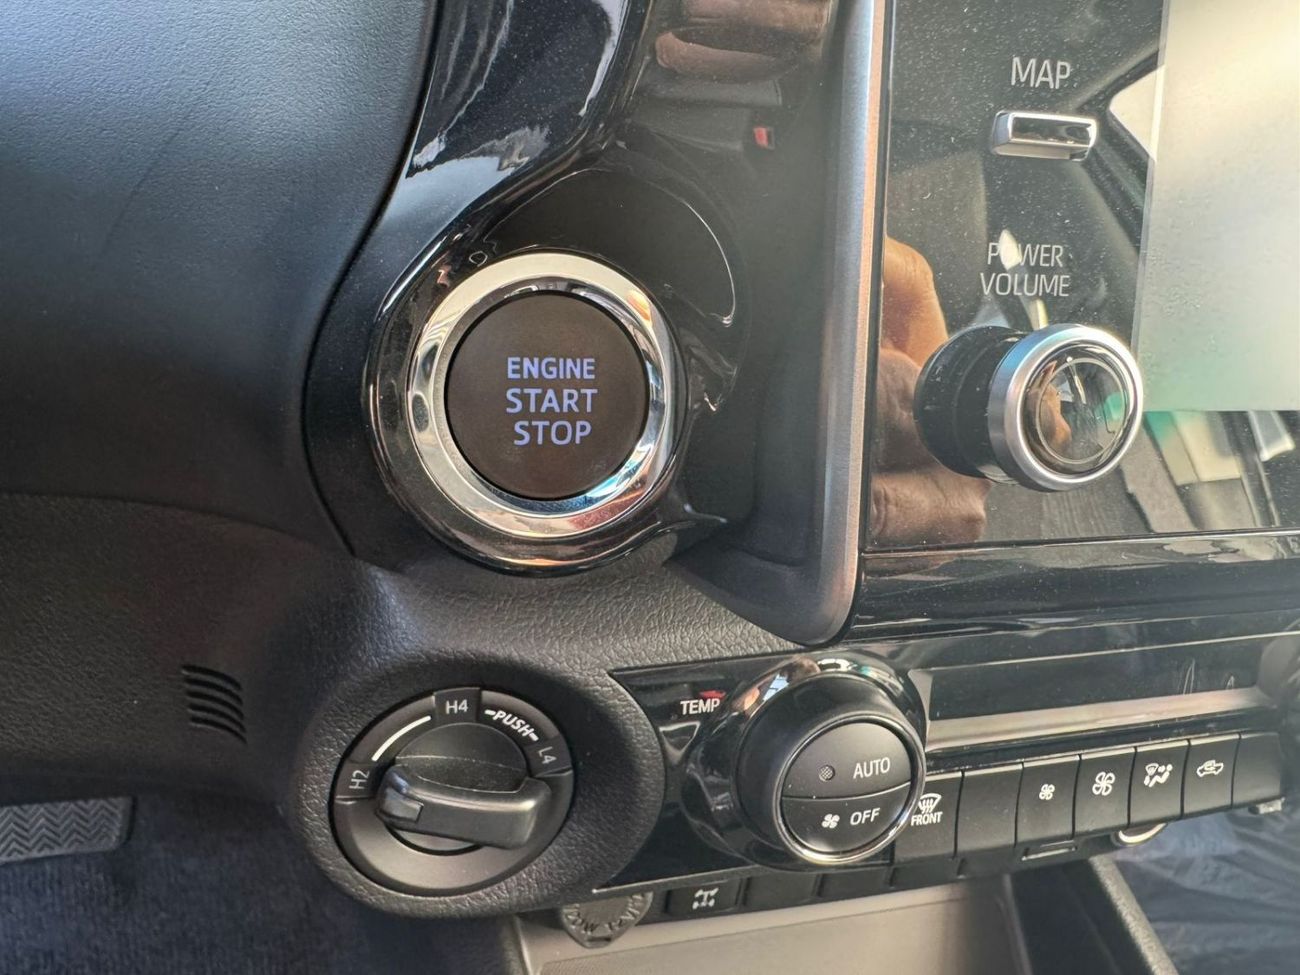 MAP
POWER
VOLUME
ENGINE
START
STOP
H2
H4
PUSH
L4
TEMP
AUTO
OFF
FRONT